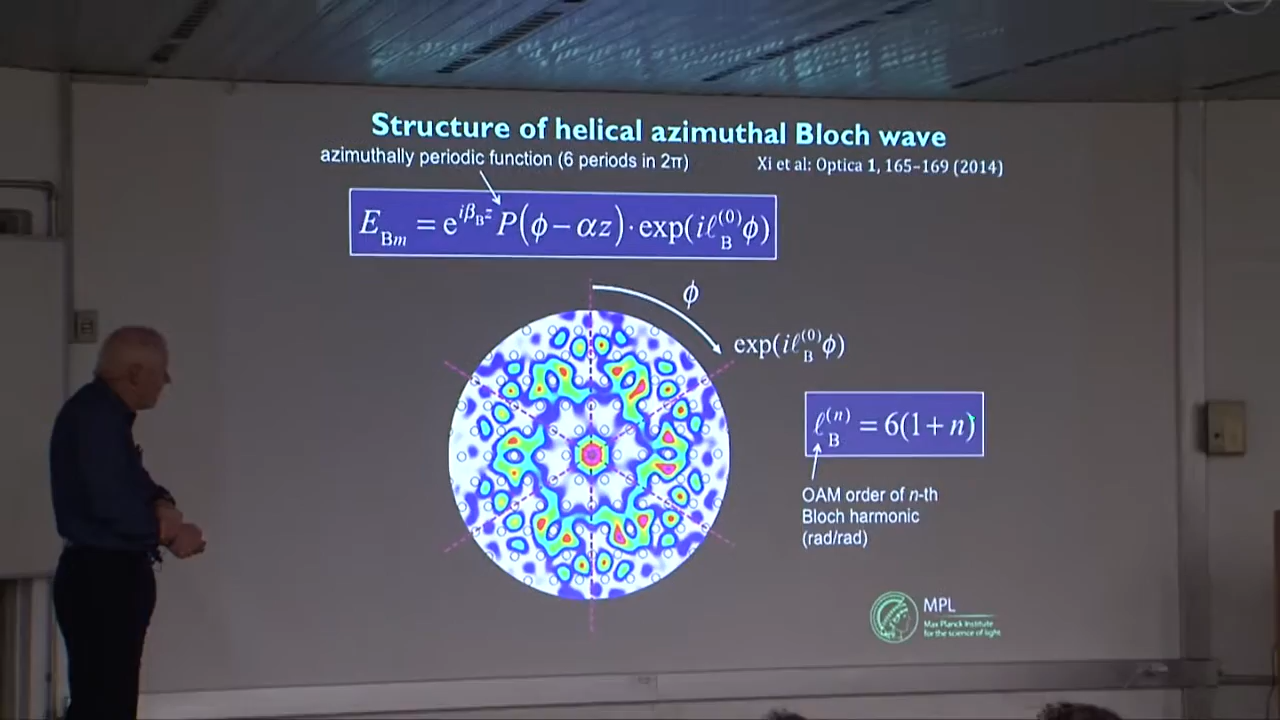 Structure of helical azimuthal Bloch wave
azimuthally periodic function (6 periods in 2π)
Xi et al: Optica 1, 165–169 (2014)
E_{Bm} = e^{iβ_B z} P(ϕ − αz) · exp(iℓ_B^{(0)}ϕ)
ϕ
exp(iℓ_B^{(0)}ϕ)
ℓ_B^{(n)} = 6(1 + n)
OAM order of n-th
Bloch harmonic
(rad/rad)
MPL
Max Planck Institute
for the science of light